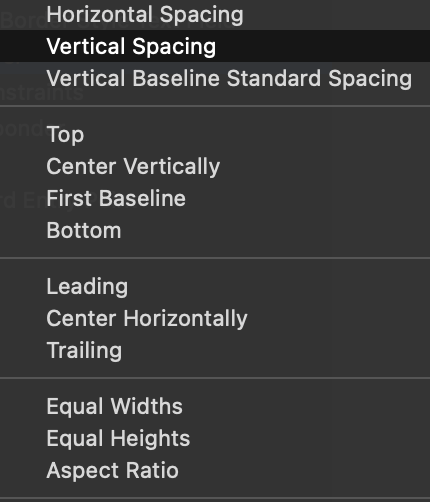 Horizontal Spacing
Vertical Spacing
Vertical Baseline Standard Spacing
Top
Center Vertically
First Baseline
Bottom
Leading
Center Horizontally
Trailing
Equal Widths
Equal Heights
Aspect Ratio